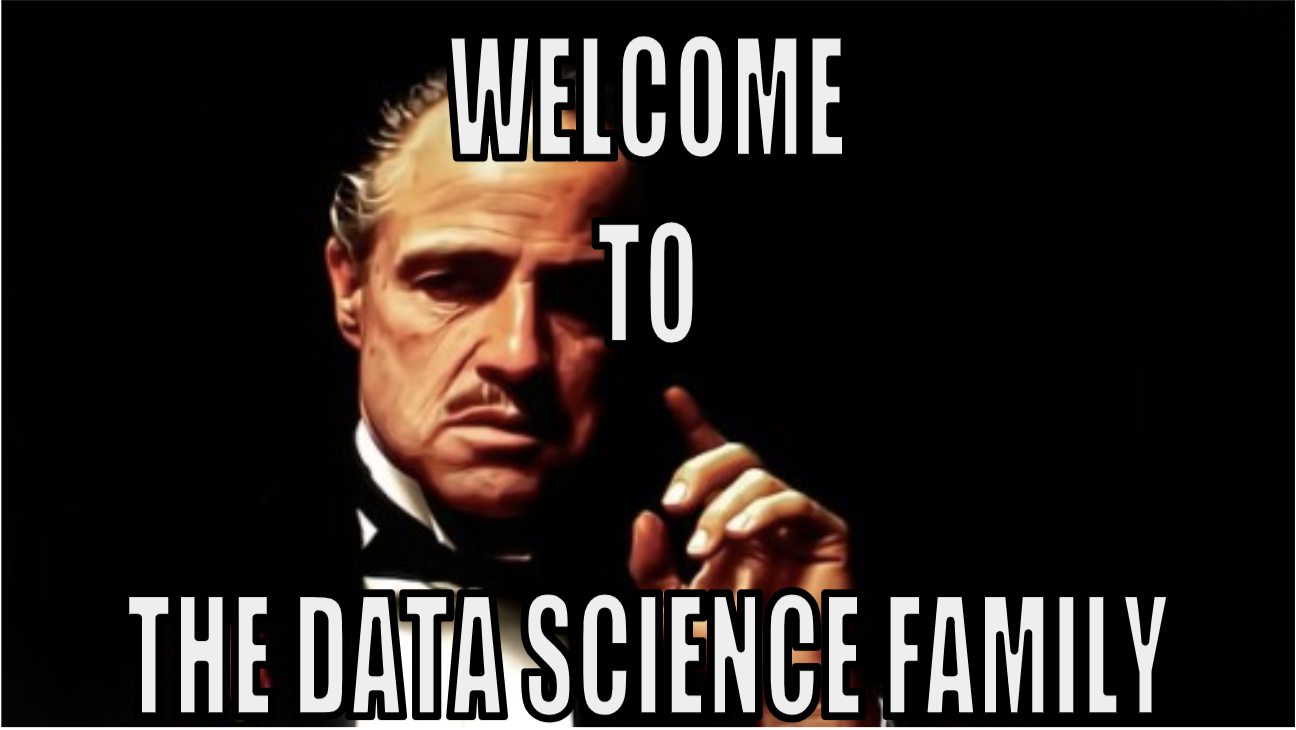 WELCOME
TO
THE DATA SCIENCE FAMILY